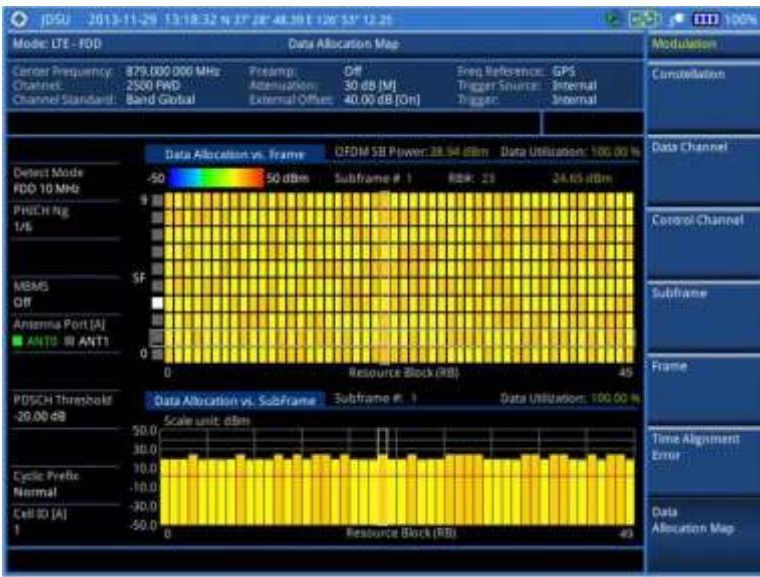 JDSU 2013-11-29 13:18:32 N 37° 28' 48.39 E 126° 53' 12.25 100%
Mode: LTE - FDD Data Allocation Map Modulation
Center Frequency: 879.000 000 MHz Preamp: Off Freq Reference: GPS
Channel: 2500 FWD Attenuation: 30 dB [M] Trigger Source: Internal
Channel Standard: Band Global External Offset: 40.00 dB [On] Trigger: Internal
Constellation
Data Channel
Control Channel
Subframe
Frame
Time Alignment
Error
Data
Allocation Map
Detect Mode
FDD 10 MHz
PHICH Ng
1/6
MBMS
Off
Antenna Port [A]
ANT0 ANT1
PDSCH Threshold
-20.00 dB
Cyclic Prefix
Normal
Cell ID [A]
1
Data Allocation vs. Frame OFDM SB Power: 38.94 dBm Data Utilization: 100.00 %
-50 50 dBm Subframe # 1 RB#: 23 24.65 dBm
9
SF
0
0 Resource Block (RB) 49
Data Allocation vs. SubFrame Subframe #: 1 Data Utilization: 100.00 %
Scale unit: dBm
50.0
30.0
10.0
-10.0
-30.0
-50.0
0 Resource Block (RB) 49